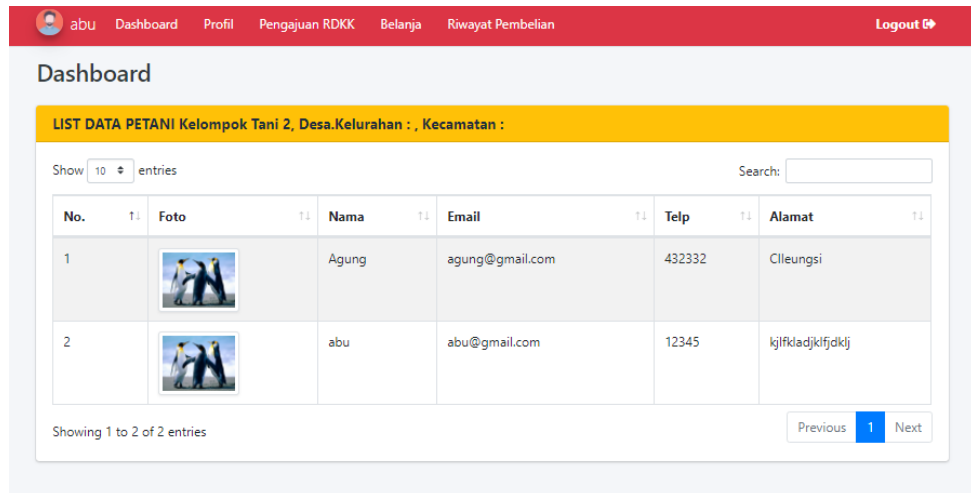 abu Dashboard Profil Pengajuan RDKK Belanja Riwayat Pembelian Logout
Dashboard
LIST DATA PETANI Kelompok Tani 2, Desa.Kelurahan : , Kecamatan :
Show 10 entries Search:
No. Foto Nama Email Telp Alamat
1 Agung agung@gmail.com 432332 Clleungsi
2 abu abu@gmail.com 12345 kjlfkladjklfjdklj
Showing 1 to 2 of 2 entries Previous 1 Next